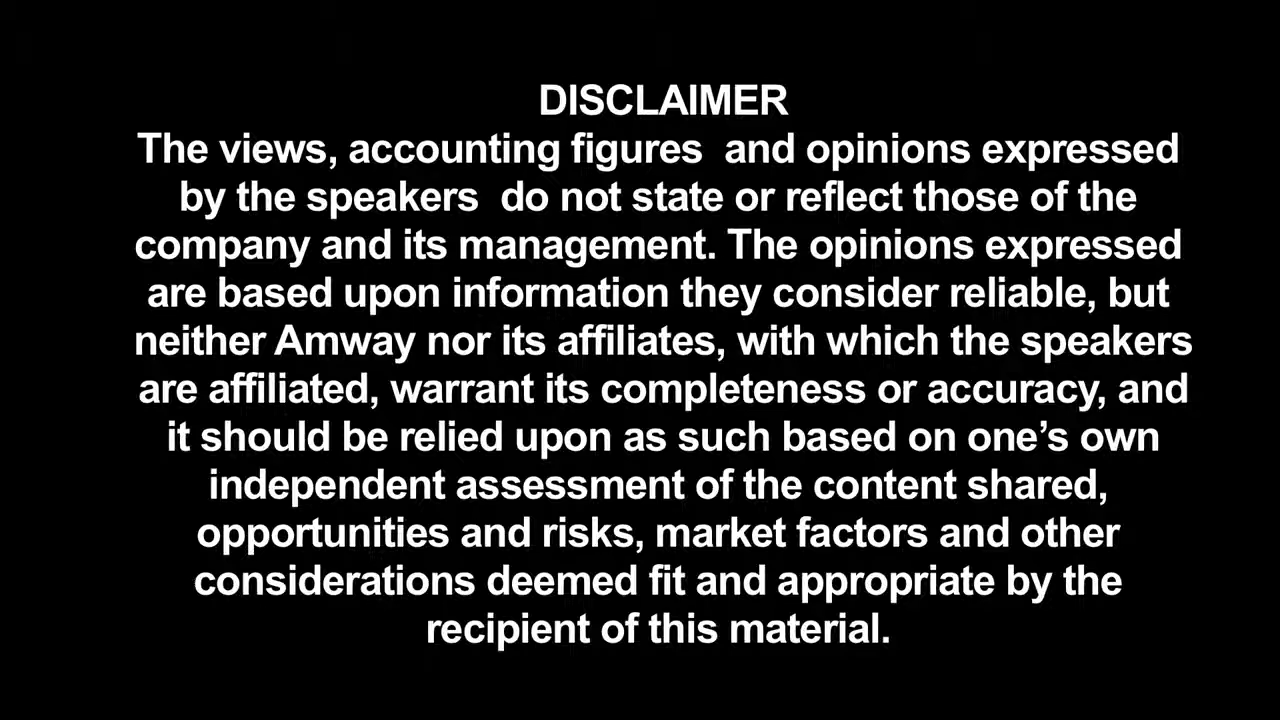 DISCLAIMER
The views, accounting figures  and opinions expressed
by the speakers  do not state or reflect those of the
company and its management. The opinions expressed
are based upon information they consider reliable, but
neither Amway nor its affiliates, with which the speakers
are affiliated, warrant its completeness or accuracy, and
it should be relied upon as such based on one’s own
independent assessment of the content shared,
opportunities and risks, market factors and other
considerations deemed fit and appropriate by the
recipient of this material.